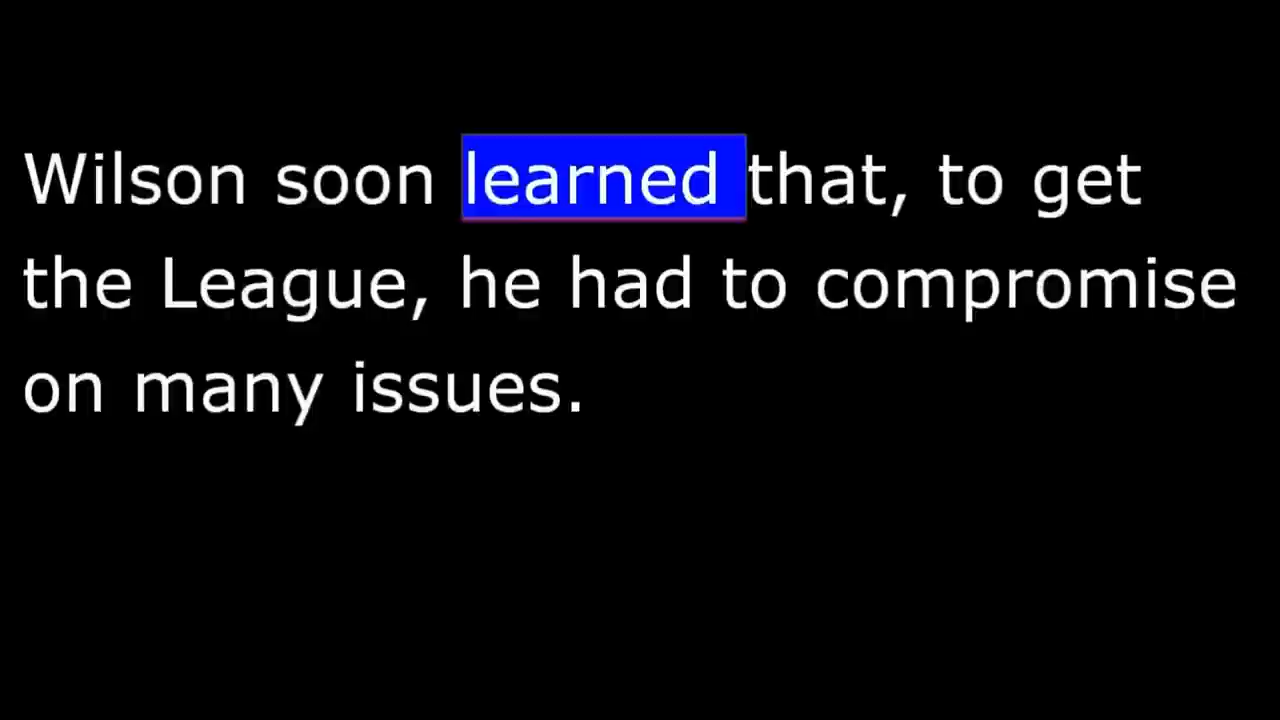 Wilson soon learned that, to get
the League, he had to compromise
on many issues.